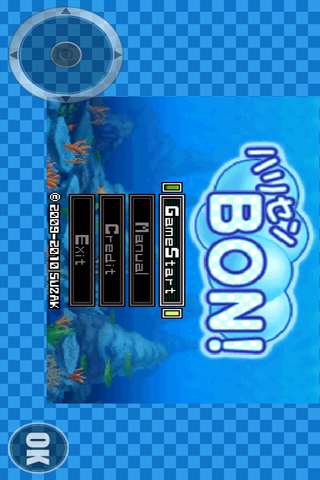 ハリセン
BON!
GameStart
Manual
Credit
Exit
© 2009-2010 SUZAK
OK